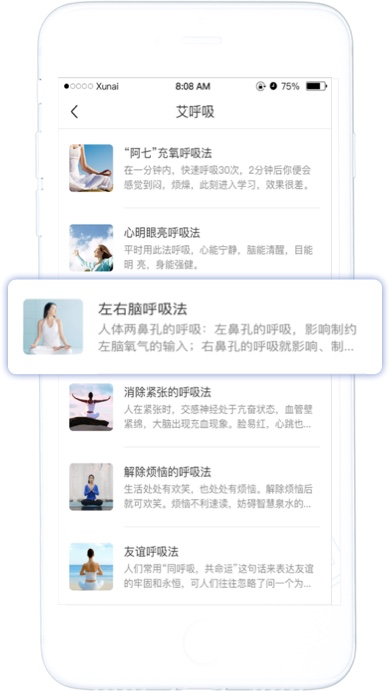 Xunai
8:08 AM
75%
艾呼吸
“阿七”充氧呼吸法
在一分钟内，快速呼吸30次，2分钟后你便会
感觉到闷，烦燥，此刻进入学习，效果很差。
心明眼亮呼吸法
平时用此法呼吸，心能宁静，脑能清醒，目能
明 亮，身能强健。
左右脑呼吸法
人体两鼻孔的呼吸：左鼻孔的呼吸，影响制约
左脑氧气的输入；右鼻孔的呼吸就影响、制...
消除紧张的呼吸法
人在紧张时，交感神经处于亢奋状态，血管壁
紧绵，大脑出现充血现象。脸易红，心跳也...
解除烦恼的呼吸法
生活处处有欢笑，也处处有烦恼。解除烦恼后
就可欢笑。烦恼不利速读，妨碍智慧泉水的...
友谊呼吸法
人们常用“同呼吸，共命运”这句话来表达友谊
的牢固和永恒，可人们往往忽略了间一个为...